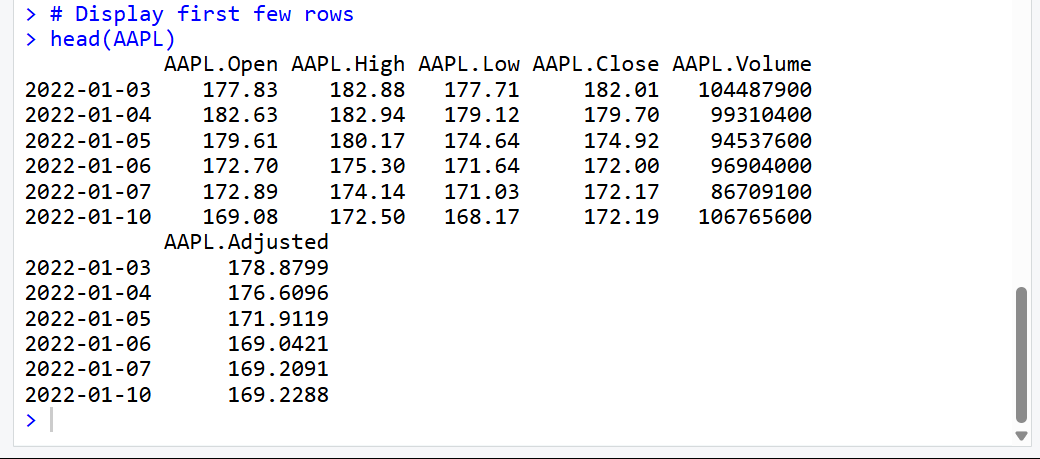 > # Display first few rows
> head(AAPL)
AAPL.Open AAPL.High AAPL.Low AAPL.Close AAPL.Volume
2022-01-03 177.83 182.88 177.71 182.01 104487900
2022-01-04 182.63 182.94 179.12 179.70 99310400
2022-01-05 179.61 180.17 174.64 174.92 94537600
2022-01-06 172.70 175.30 171.64 172.00 96904000
2022-01-07 172.89 174.14 171.03 172.17 86709100
2022-01-10 169.08 172.50 168.17 172.19 106765600
AAPL.Adjusted
2022-01-03 178.8799
2022-01-04 176.6096
2022-01-05 171.9119
2022-01-06 169.0421
2022-01-07 169.2091
2022-01-10 169.2288
>